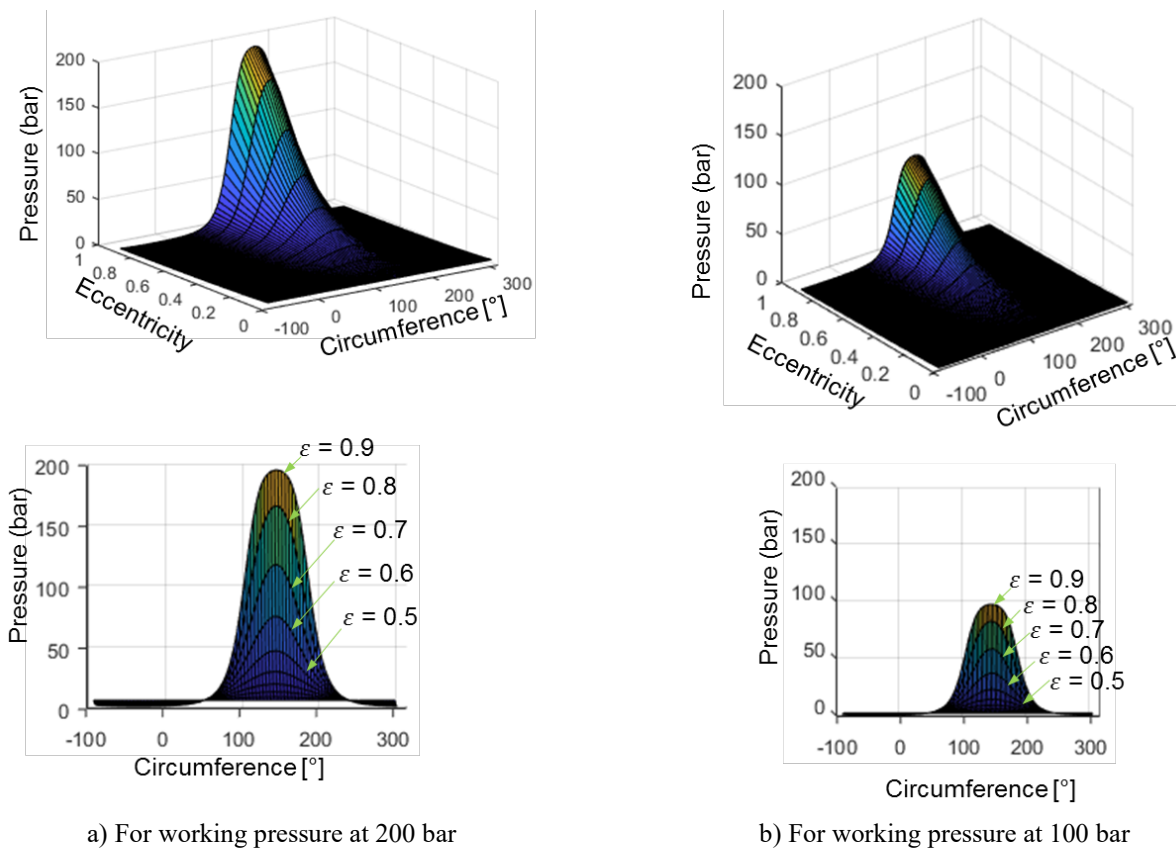 200
150
100
50
0
Pressure (bar)
1
0.8
0.6
0.4
0.2
0
Eccentricity
-100
0
100
200
300
Circumference [°]
200
150
100
50
0
Pressure (bar)
1
0.8
0.6
0.4
0.2
0
Eccentricity
-100
0
100
200
300
Circumference [°]
ε = 0.9
ε = 0.8
ε = 0.7
ε = 0.6
ε = 0.5
200
150
100
50
0
Pressure (bar)
-100 0 100 200 300
Circumference [°]
ε = 0.9
ε = 0.8
ε = 0.7
ε = 0.6
ε = 0.5
200
150
100
50
0
Pressure (bar)
-100 0 100 200 300
Circumference [°]
a) For working pressure at 200 bar
b) For working pressure at 100 bar